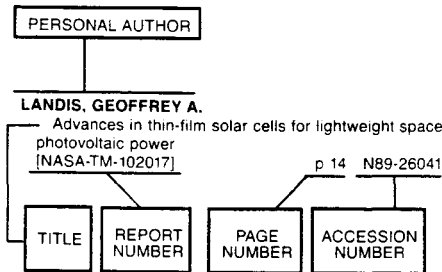 PERSONAL AUTHOR
LANDIS, GEOFFREY A.
Advances in thin-film solar cells for lightweight space
photovoltaic power
[NASA-TM-102017] p 14 N89-26041
TITLE REPORT NUMBER PAGE NUMBER ACCESSION NUMBER